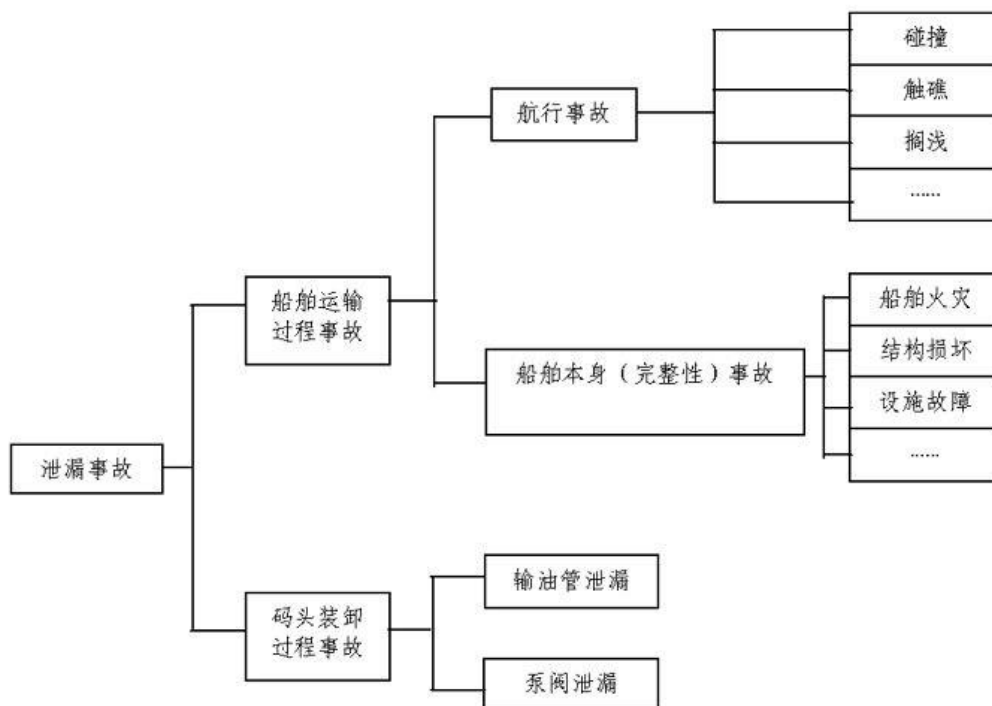 碰撞
触礁
航行事故
搁浅
……
船舶运输
过程事故
船舶火灾
结构损坏
船舶本身（完整性）事故
设施故障
……
泄漏事故
输油管泄漏
码头装卸
过程事故
泵阀泄漏